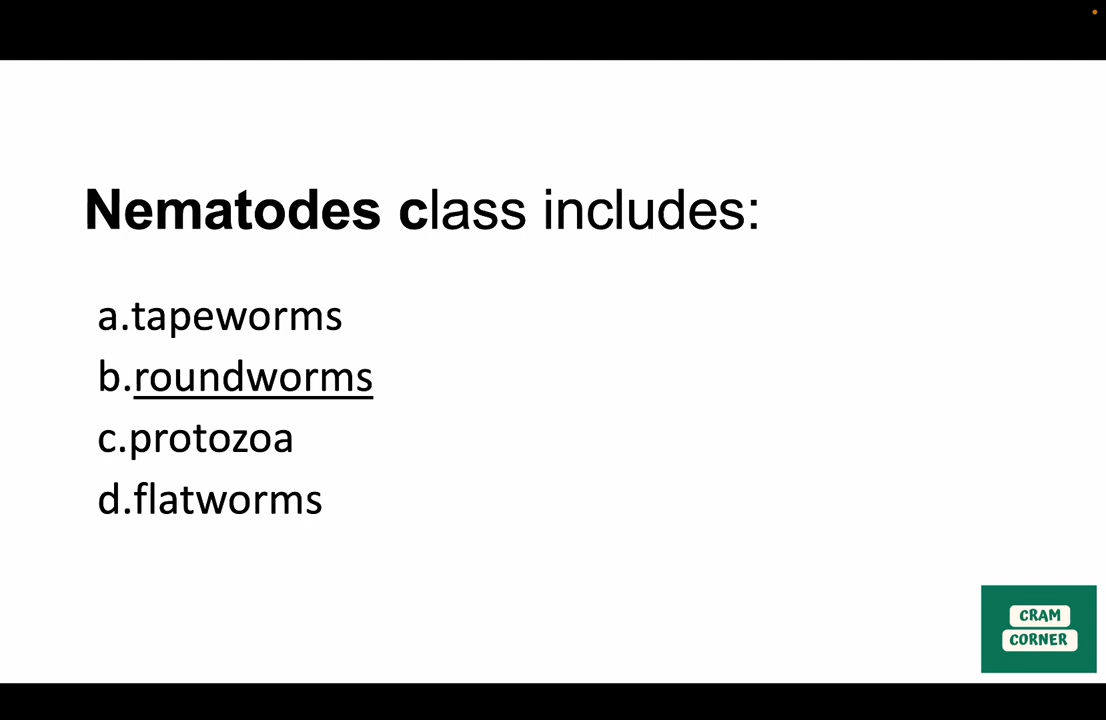 Nematodes class includes:
a.tapeworms
b.roundworms
c.protozoa
d.flatworms
CRAM
CORNER